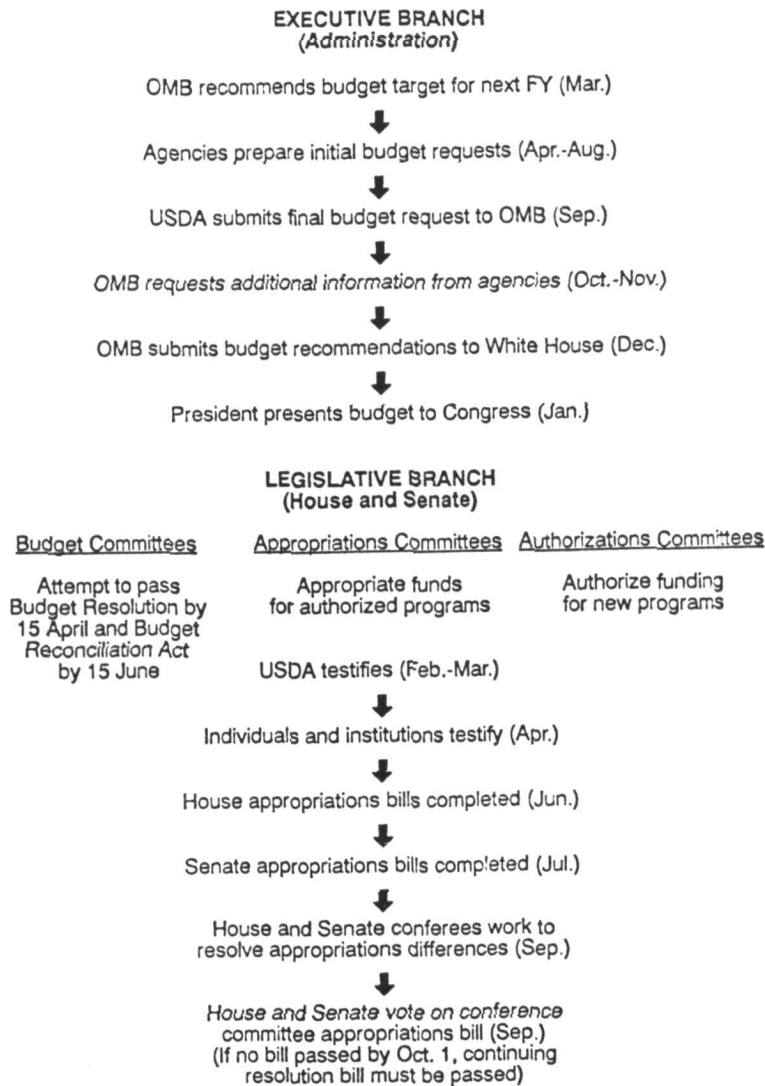 EXECUTIVE BRANCH
(Administration)
OMB recommends budget target for next FY (Mar.)
Agencies prepare initial budget requests (Apr.-Aug.)
USDA submits final budget request to OMB (Sep.)
OMB requests additional information from agencies (Oct.-Nov.)
OMB submits budget recommendations to White House (Dec.)
President presents budget to Congress (Jan.)
LEGISLATIVE BRANCH
(House and Senate)
Budget Committees
Attempt to pass
Budget Resolution by
15 April and Budget
Reconciliation Act
by 15 June
Appropriations Committees
Appropriate funds
for authorized programs
Authorizations Committees
Authorize funding
for new programs
USDA testifies (Feb.-Mar.)
Individuals and institutions testify (Apr.)
House appropriations bills completed (Jun.)
Senate appropriations bills completed (Jul.)
House and Senate conferees work to
resolve appropriations differences (Sep.)
House and Senate vote on conference
committee appropriations bill (Sep.)
(If no bill passed by Oct. 1, continuing
resolution bill must be passed)